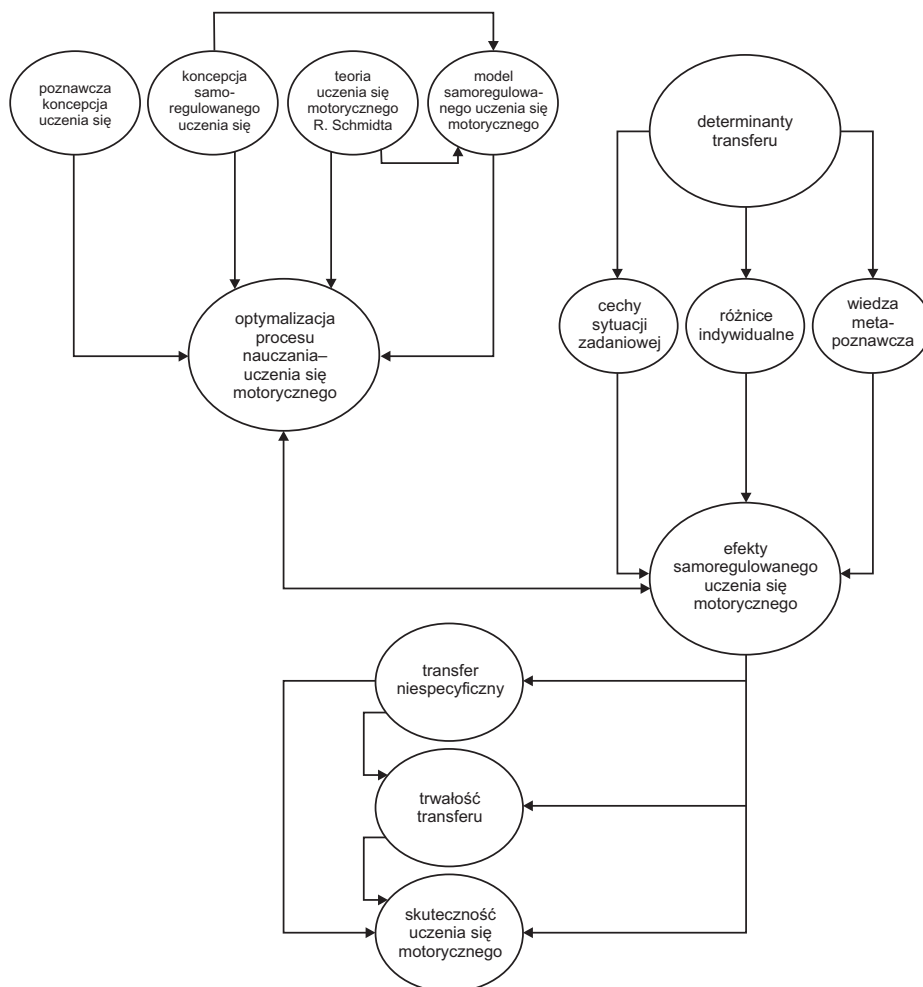 poznawcza
koncepcja
uczenia się
koncepcja
samo-
regulowanego
uczenia się
teoria
uczenia się
motorycznego
R. Schmidta
model
samoregulowa-
nego uczenia się
motorycznego
determinanty
transferu
optymalizacja
procesu
nauczania–
uczenia się
motorycznego
cechy
sytuacji
zadaniowej
różnice
indywidualne
wiedza
meta-
poznawcza
efekty
samoregulowanego
uczenia się
motorycznego
transfer
niespecyficzny
trwałość
transferu
skuteczność
uczenia się
motorycznego